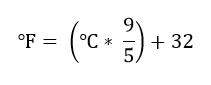 °F = (°C * 9/5) + 32